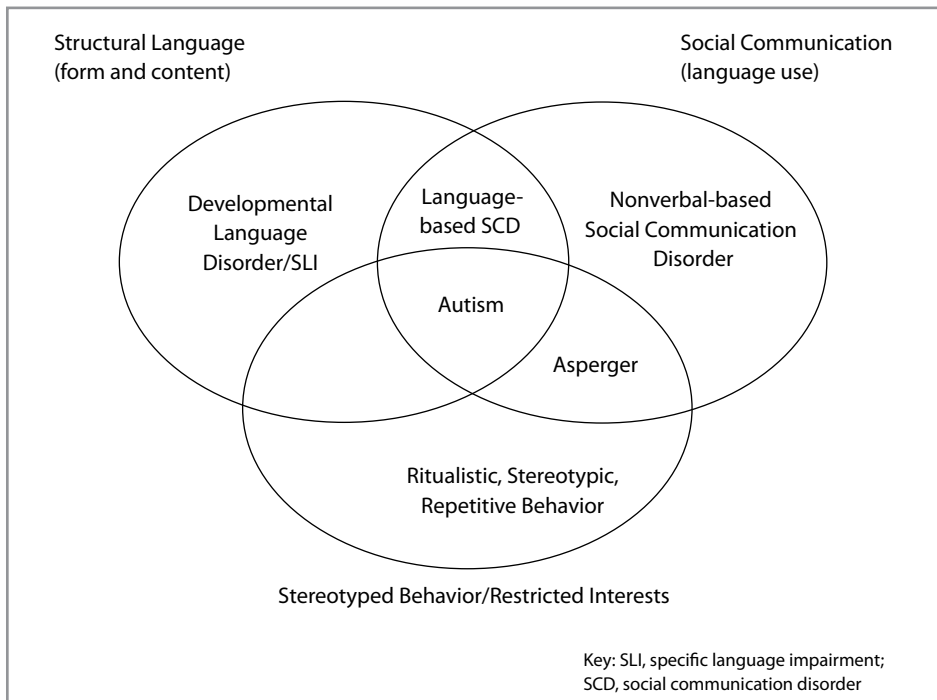 Structural Language
(form and content)
Social Communication
(language use)
Developmental
Language
Disorder/SLI
Language-
based SCD
Nonverbal-based
Social Communication
Disorder
Autism
Asperger
Ritualistic, Stereotypic,
Repetitive Behavior
Stereotyped Behavior/Restricted Interests
Key: SLI, specific language impairment;
SCD, social communication disorder